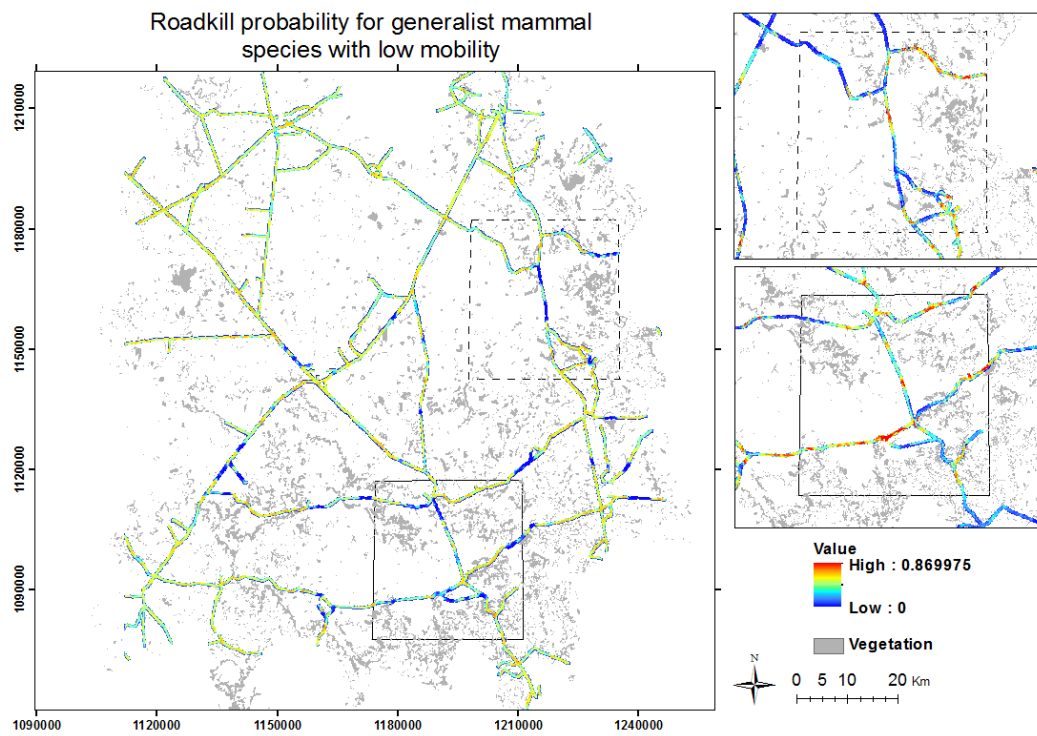 Roadkill probability for generalist mammal
species with low mobility
1210000
1180000
1150000
1120000
1090000
1090000 1120000 1150000 1180000 1210000 1240000
Value
High : 0.869975
Low : 0
Vegetation
N
0 5 10 20 Km